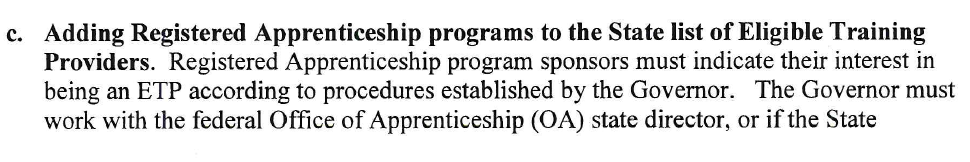 c. Adding Registered Apprenticeship programs to the State list of Eligible Training
Providers. Registered Apprenticeship program sponsors must indicate their interest in
being an ETP according to procedures established by the Governor. The Governor must
work with the federal Office of Apprenticeship (OA) state director, or if the State